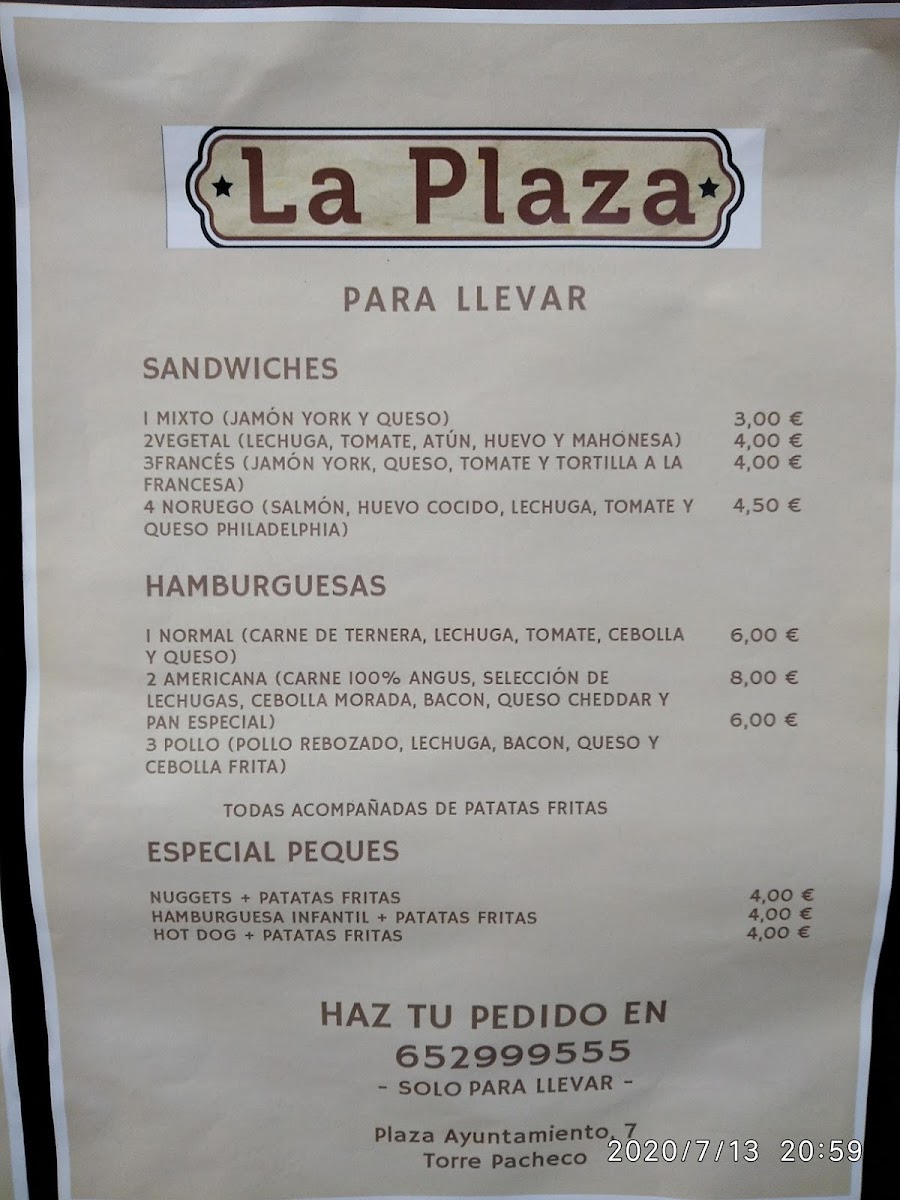 La Plaza
PARA LLEVAR
SANDWICHES
1 MIXTO (JAMÓN YORK Y QUESO) 3,00 €
2VEGETAL (LECHUGA, TOMATE, ATÚN, HUEVO Y MAHONESA) 4,00 €
3FRANCÉS (JAMÓN YORK, QUESO, TOMATE Y TORTILLA A LA 4,00 €
FRANCESA)
4 NORUEGO (SALMÓN, HUEVO COCIDO, LECHUGA, TOMATE Y 4,50 €
QUESO PHILADELPHIA)
HAMBURGUESAS
1 NORMAL (CARNE DE TERNERA, LECHUGA, TOMATE, CEBOLLA 6,00 €
Y QUESO)
2 AMERICANA (CARNE 100% ANGUS, SELECCIÓN DE 8,00 €
LECHUGAS, CEBOLLA MORADA, BACON, QUESO CHEDDAR Y
PAN ESPECIAL) 6,00 €
3 POLLO (POLLO REBOZADO, LECHUGA, BACON, QUESO Y
CEBOLLA FRITA)
TODAS ACOMPAÑADAS DE PATATAS FRITAS
ESPECIAL PEQUES
NUGGETS + PATATAS FRITAS 4,00 €
HAMBURGUESA INFANTIL + PATATAS FRITAS 4,00 €
HOT DOG + PATATAS FRITAS 4,00 €
HAZ TU PEDIDO EN
652999555
- SOLO PARA LLEVAR -
Plaza Ayuntamiento, 7
Torre Pacheco
2020/7/13 20:59